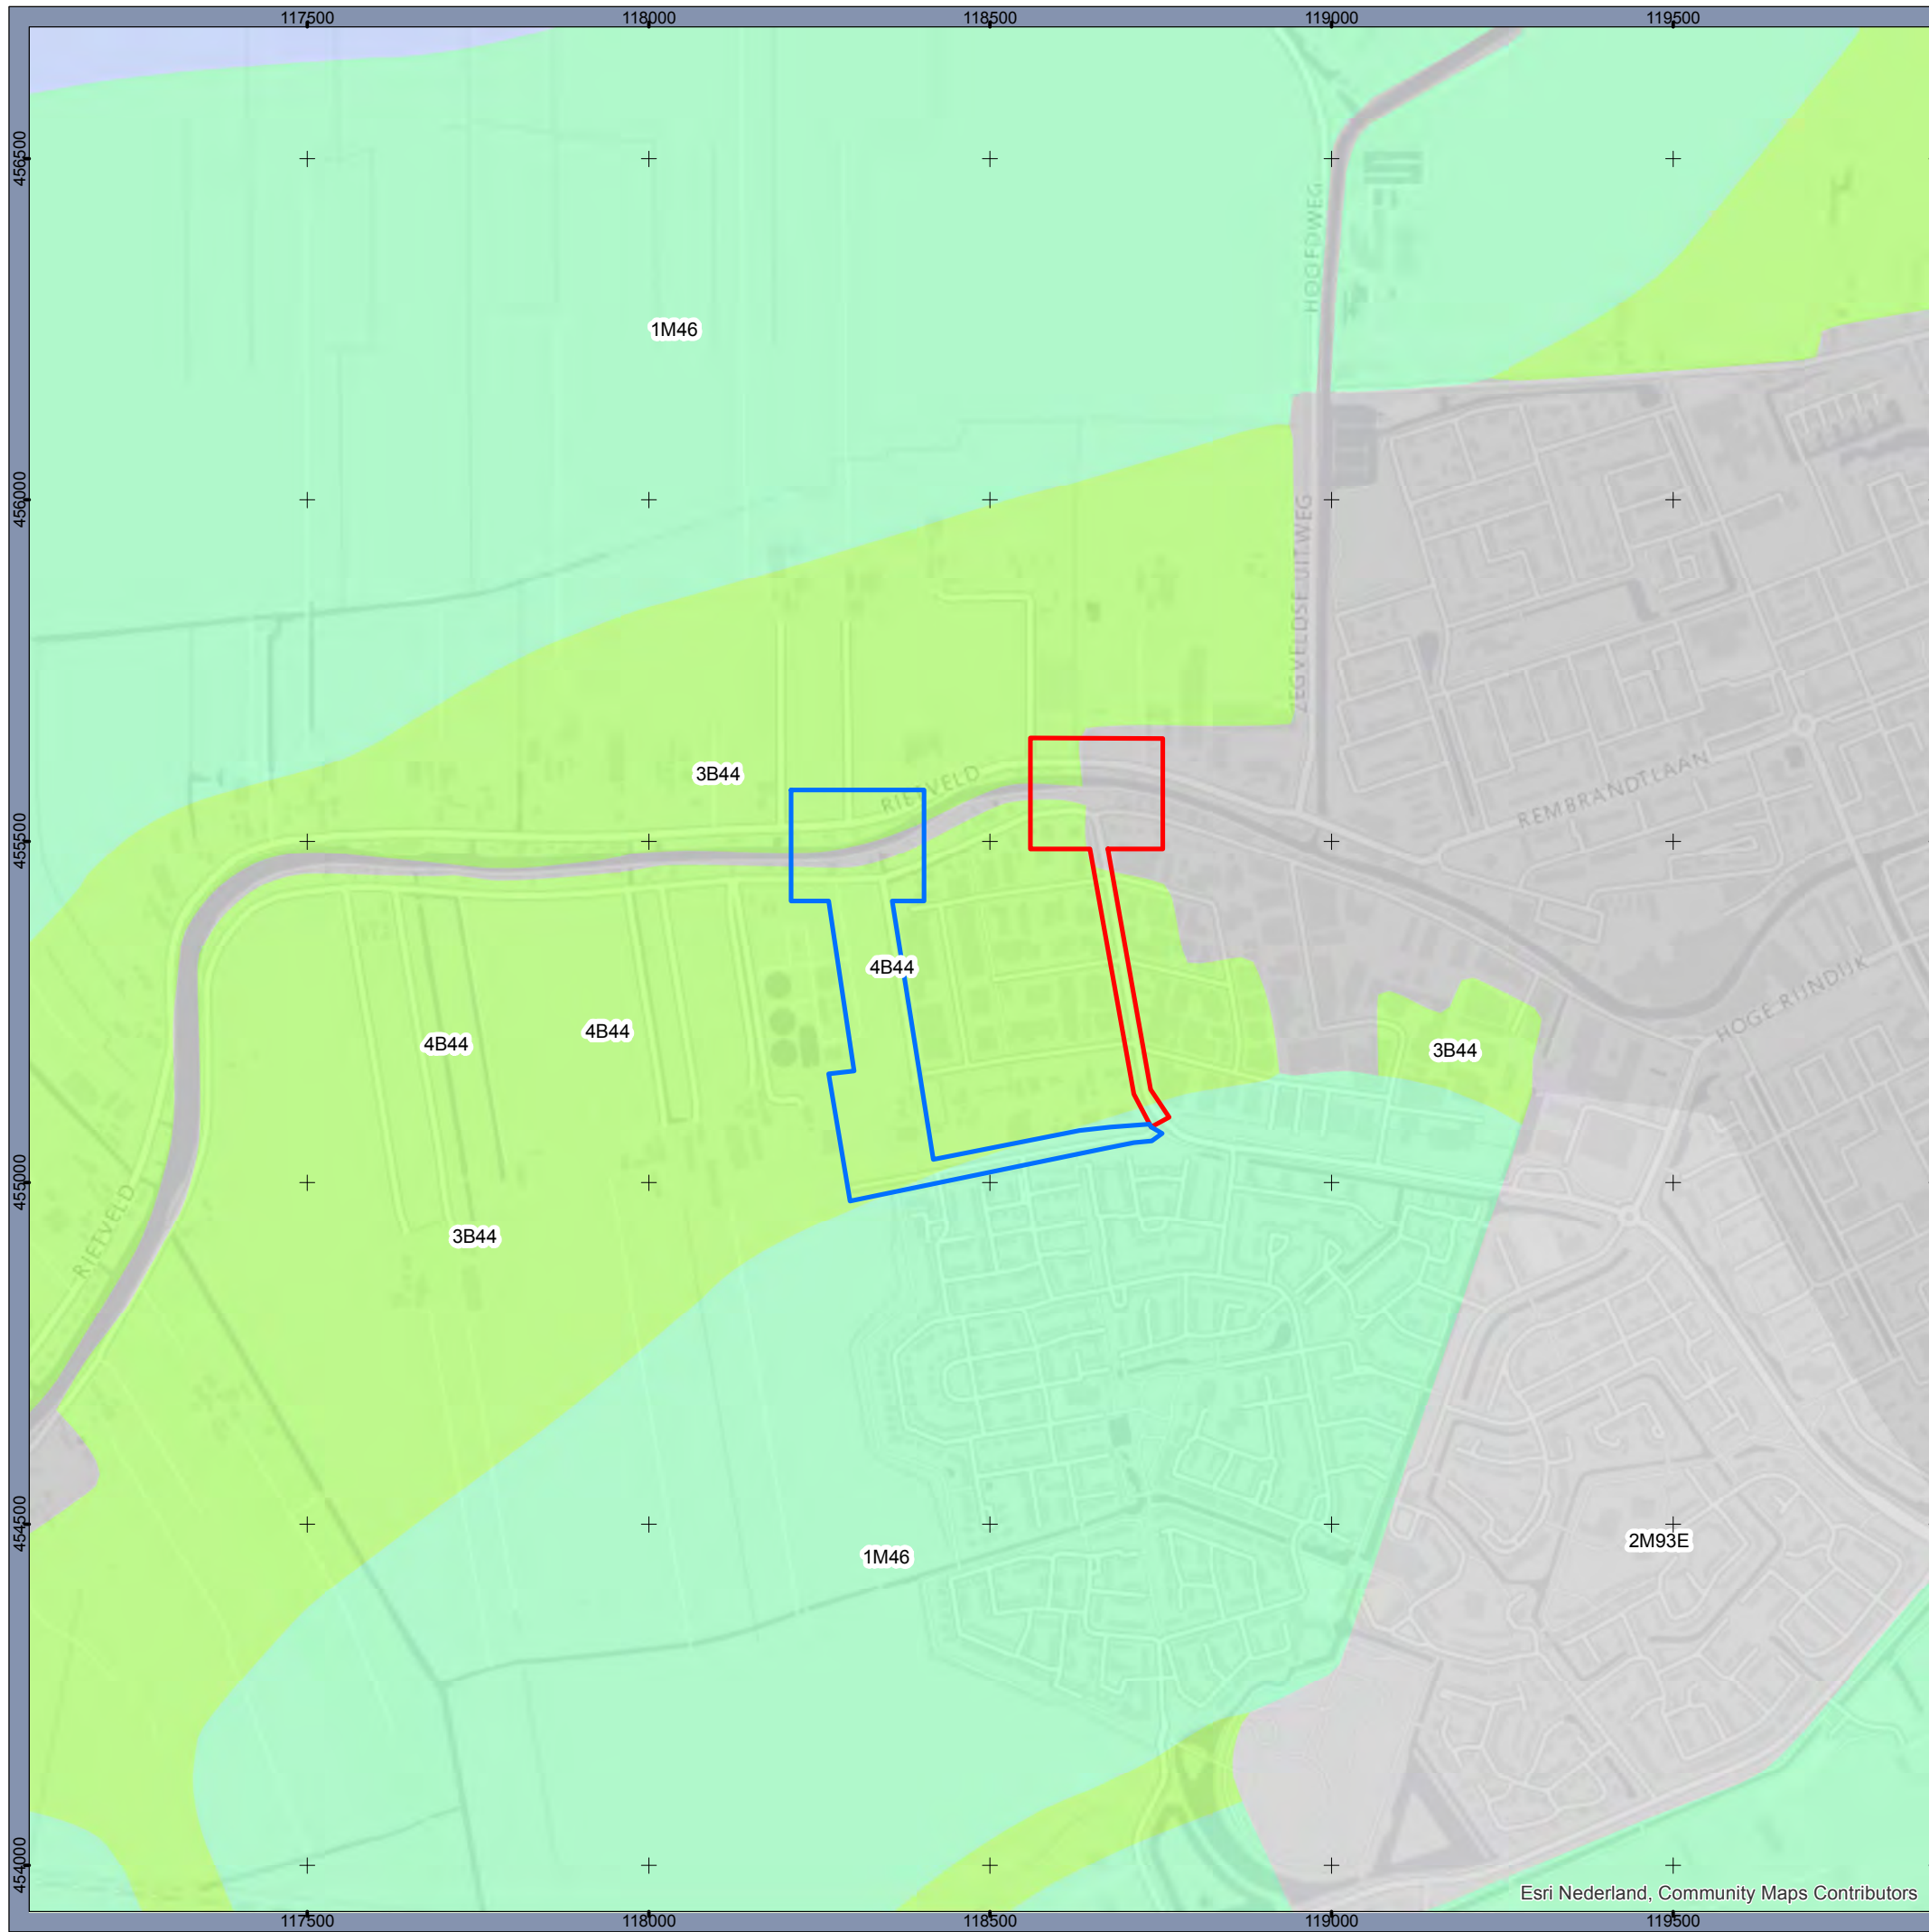 117500 118000 118500 119000 119500
456500
HOOFDWEG
1M46
456000
ZEGVELDSE UITWEG
3B44
RIETVELD
REMBRANDTLAAN
455500
4B44
HOGE RIJNDIJK
4B44
4B44
3B44
455000
RIETVELD
3B44
454500
2M93E
1M46
454000
Esri Nederland, Community Maps Contributors
117500 118000 118500 119000 119500